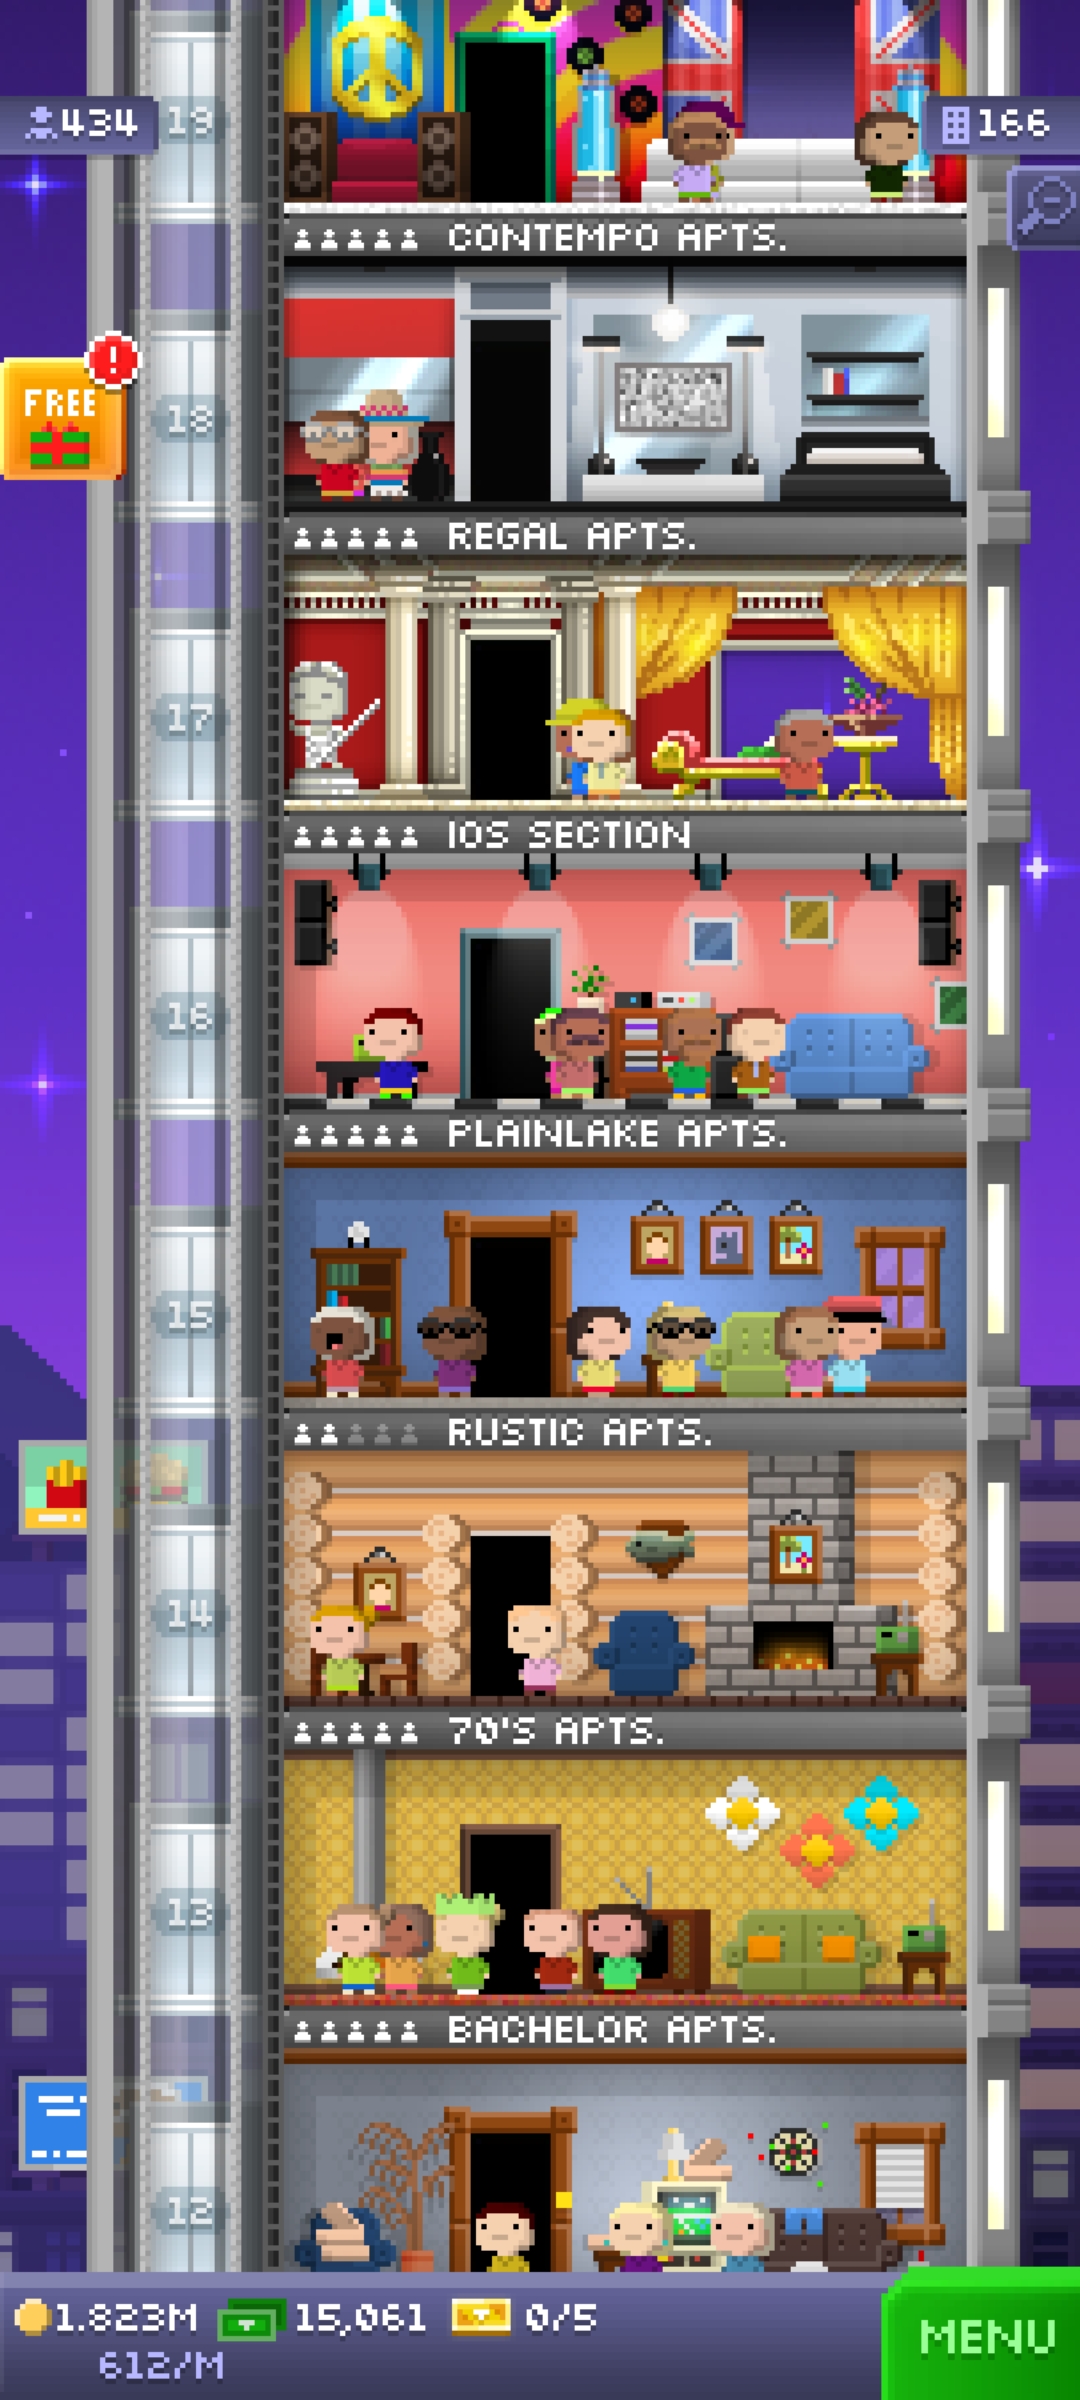 434
19
166
CONTEMPO APTS.
FREE
!
18
REGAL APTS.
17
IOS SECTION
16
PLAINLAKE APTS.
15
RUSTIC APTS.
14
70'S APTS.
13
BACHELOR APTS.
12
1.823M
15,061
0/5
612/M
MENU